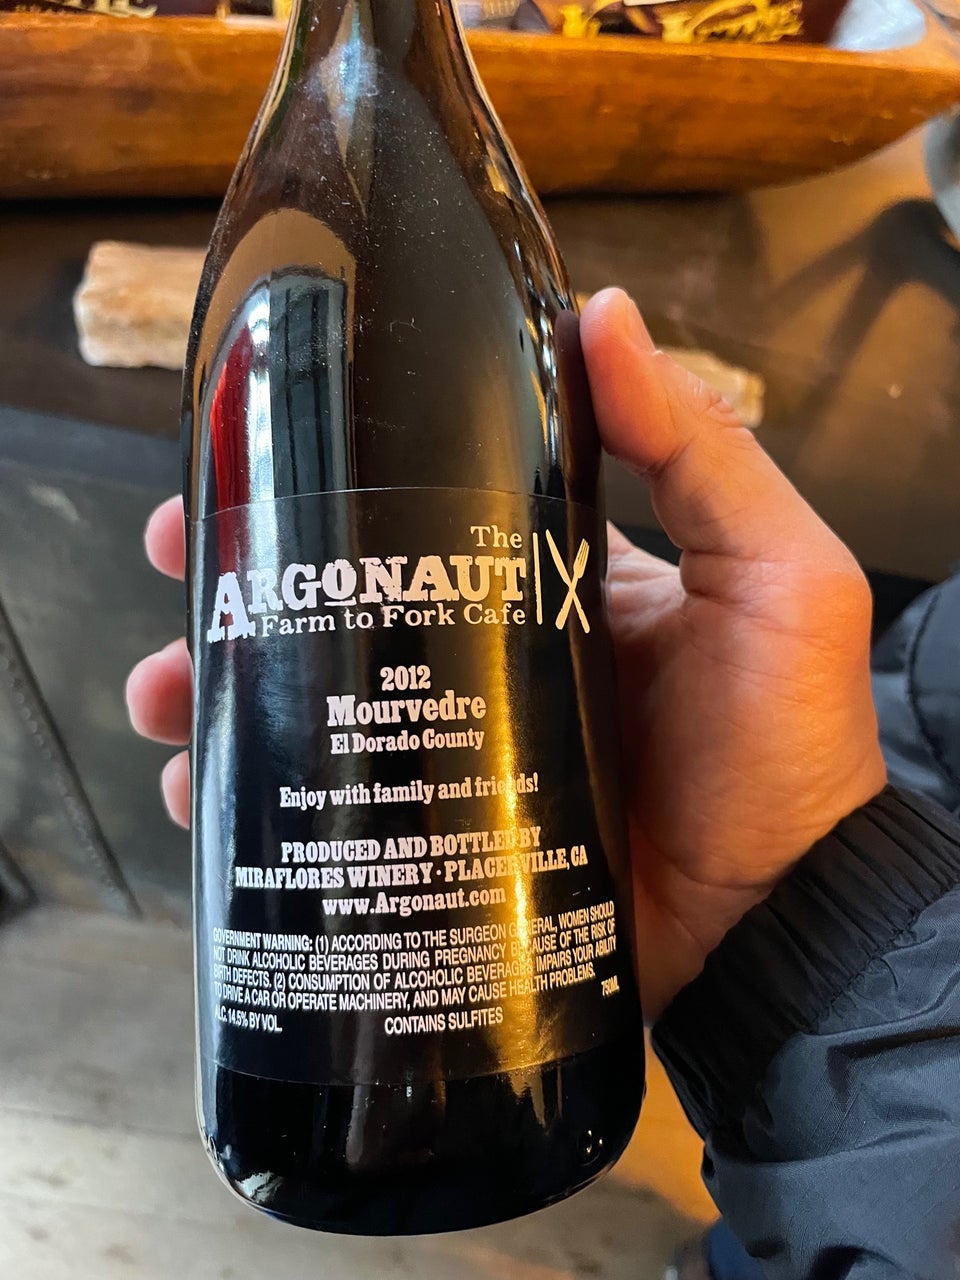 The
ARGONAUT
Farm to Fork Cafe
2012
Mourvedre
El Dorado County
Enjoy with family and friends!
PRODUCED AND BOTTLED BY
MIRAFLORES WINERY · PLACERVILLE, CA
www.Argonaut.com
GOVERNMENT WARNING: (1) ACCORDING TO THE SURGEON GENERAL, WOMEN SHOULD
NOT DRINK ALCOHOLIC BEVERAGES DURING PREGNANCY BECAUSE OF THE RISK OF
BIRTH DEFECTS. (2) CONSUMPTION OF ALCOHOLIC BEVERAGES IMPAIRS YOUR ABILITY
TO DRIVE A CAR OR OPERATE MACHINERY, AND MAY CAUSE HEALTH PROBLEMS.
750ML
ALC. 14.5% BY VOL.
CONTAINS SULFITES